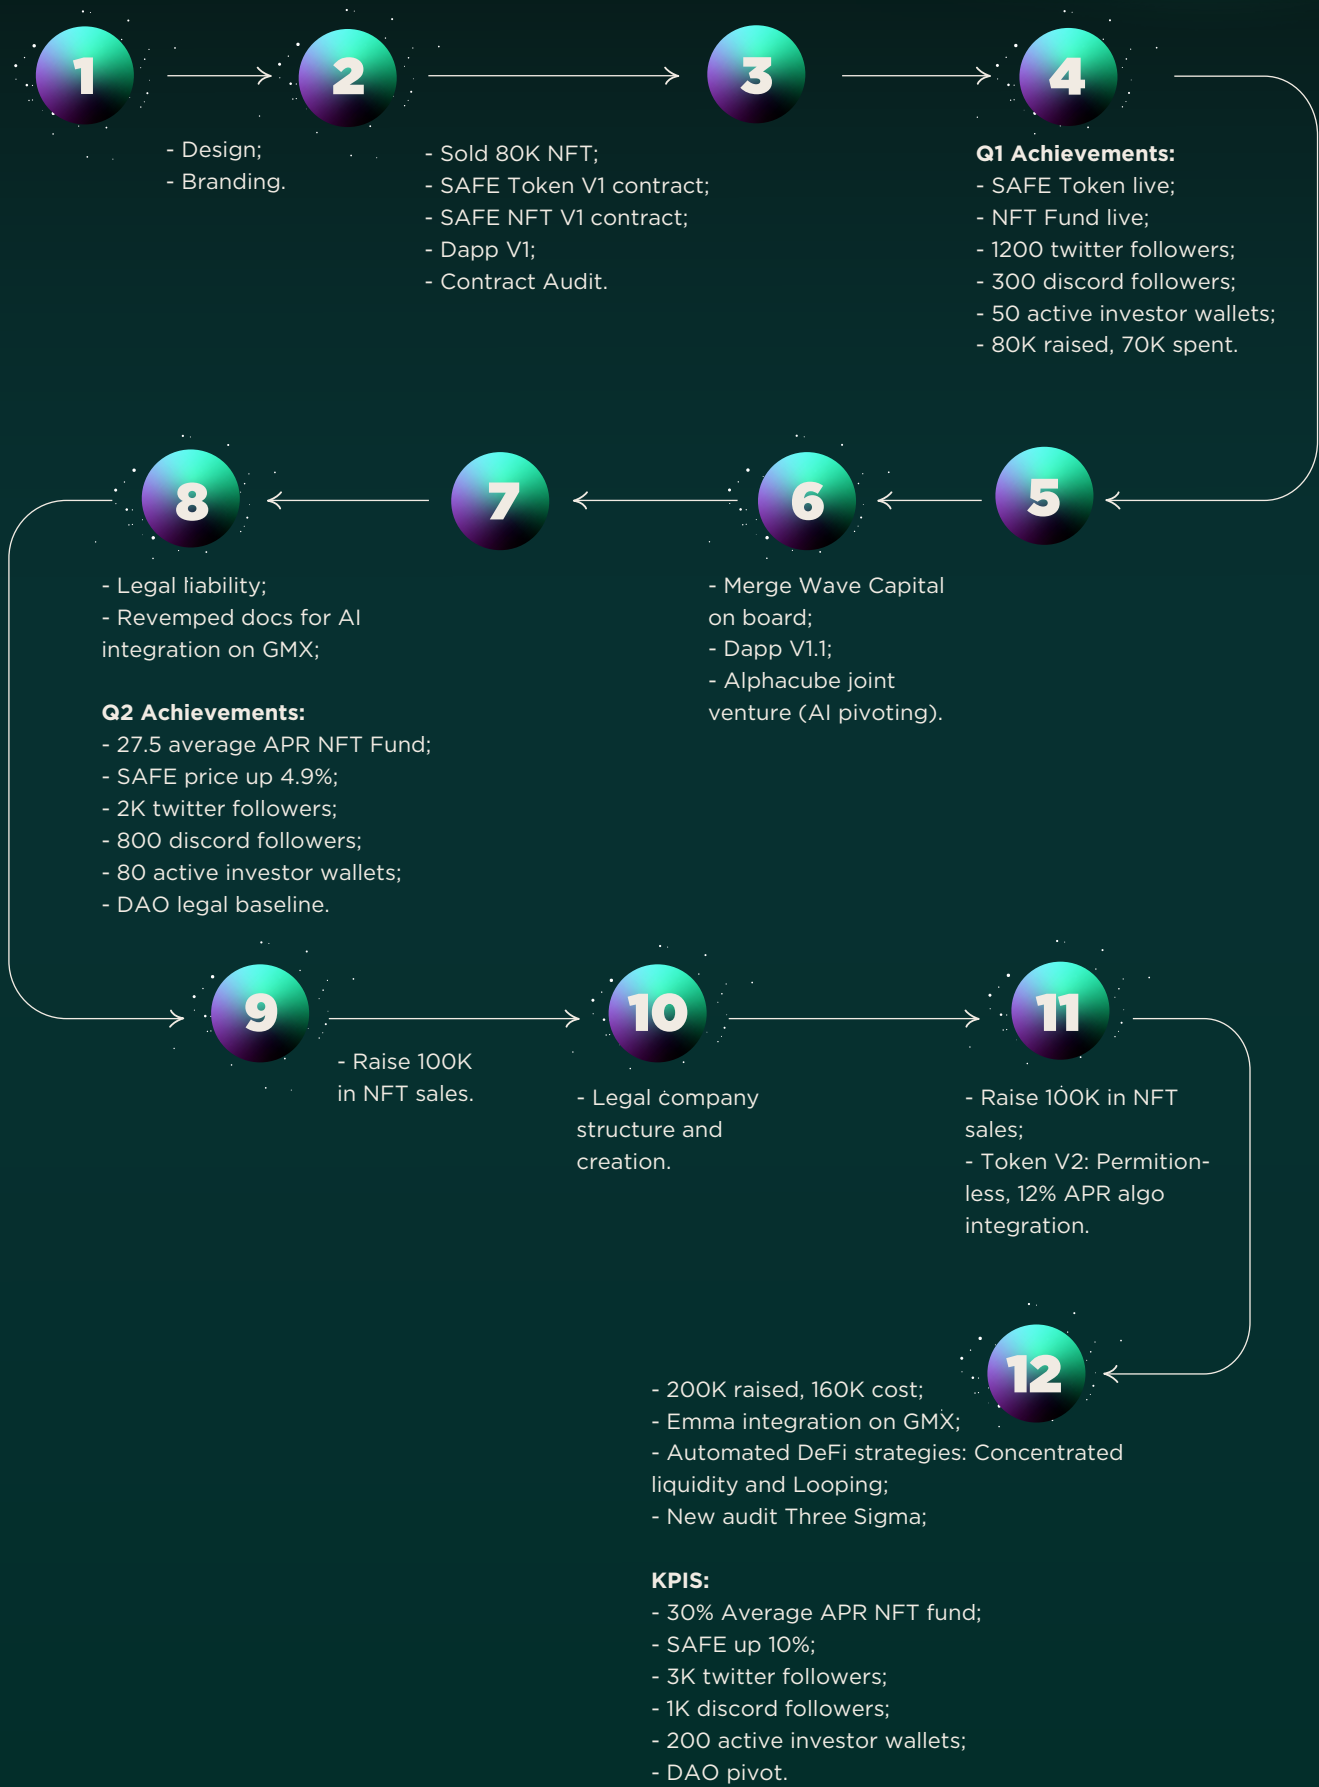 1
2
3
4
- Design;
- Branding.
- Sold 80K NFT;
- SAFE Token V1 contract;
- SAFE NFT V1 contract;
- Dapp V1;
- Contract Audit.
Q1 Achievements:
- SAFE Token live;
- NFT Fund live;
- 1200 twitter followers;
- 300 discord followers;
- 50 active investor wallets;
- 80K raised, 70K spent.
5
6
7
8
- Merge Wave Capital
on board;
- Dapp V1.1;
- Alphacube joint
venture (AI pivoting).
- Legal liability;
- Revemped docs for AI
integration on GMX;
Q2 Achievements:
- 27.5 average APR NFT Fund;
- SAFE price up 4.9%;
- 2K twitter followers;
- 800 discord followers;
- 80 active investor wallets;
- DAO legal baseline.
9
10
11
- Raise 100K
in NFT sales.
- Legal company
structure and
creation.
- Raise 100K in NFT
sales;
- Token V2: Permition-
less, 12% APR algo
integration.
12
- 200K raised, 160K cost;
- Emma integration on GMX;
- Automated DeFi strategies: Concentrated
liquidity and Looping;
- New audit Three Sigma;
KPIS:
- 30% Average APR NFT fund;
- SAFE up 10%;
- 3K twitter followers;
- 1K discord followers;
- 200 active investor wallets;
- DAO pivot.